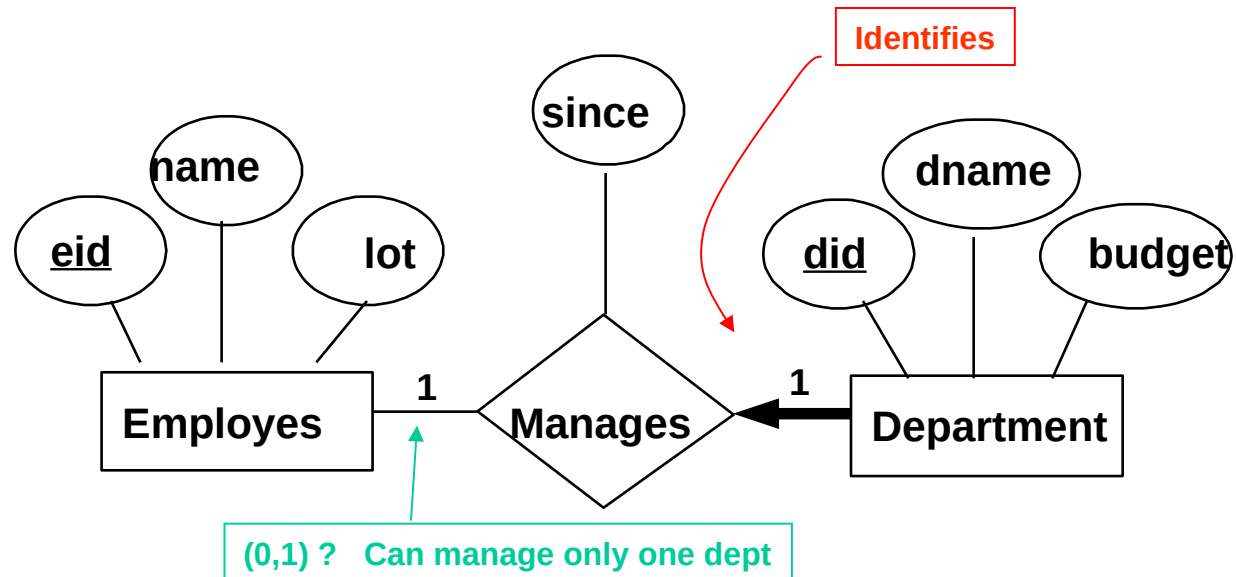 Identifies
since
name
dname
eid
lot
did
budget
1
1
Employes
Manages
Department
(0,1) ? Can manage only one dept